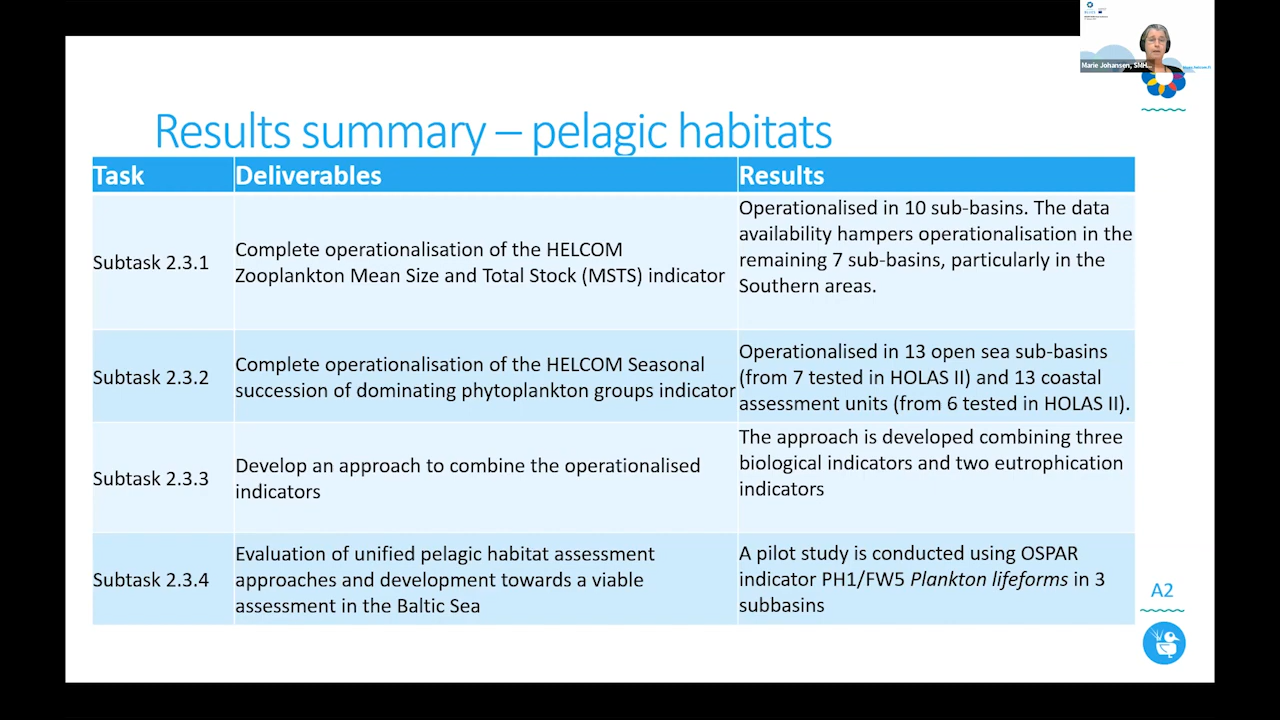 Marie Johansen, SMH...
Results summary – pelagic habitats
Task Deliverables Results
Subtask 2.3.1
Complete operationalisation of the HELCOM
Zooplankton Mean Size and Total Stock (MSTS) indicator
Operationalised in 10 sub-basins. The data
availability hampers operationalisation in the
remaining 7 sub-basins, particularly in the
Southern areas.
Subtask 2.3.2
Complete operationalisation of the HELCOM Seasonal
succession of dominating phytoplankton groups indicator
Operationalised in 13 open sea sub-basins
(from 7 tested in HOLAS II) and 13 coastal
assessment units (from 6 tested in HOLAS II).
Subtask 2.3.3
Develop an approach to combine the operationalised
indicators
The approach is developed combining three
biological indicators and two eutrophication
indicators
Subtask 2.3.4
Evaluation of unified pelagic habitat assessment
approaches and development towards a viable
assessment in the Baltic Sea
A pilot study is conducted using OSPAR
indicator PH1/FW5 Plankton lifeforms in 3
subbasins
A2